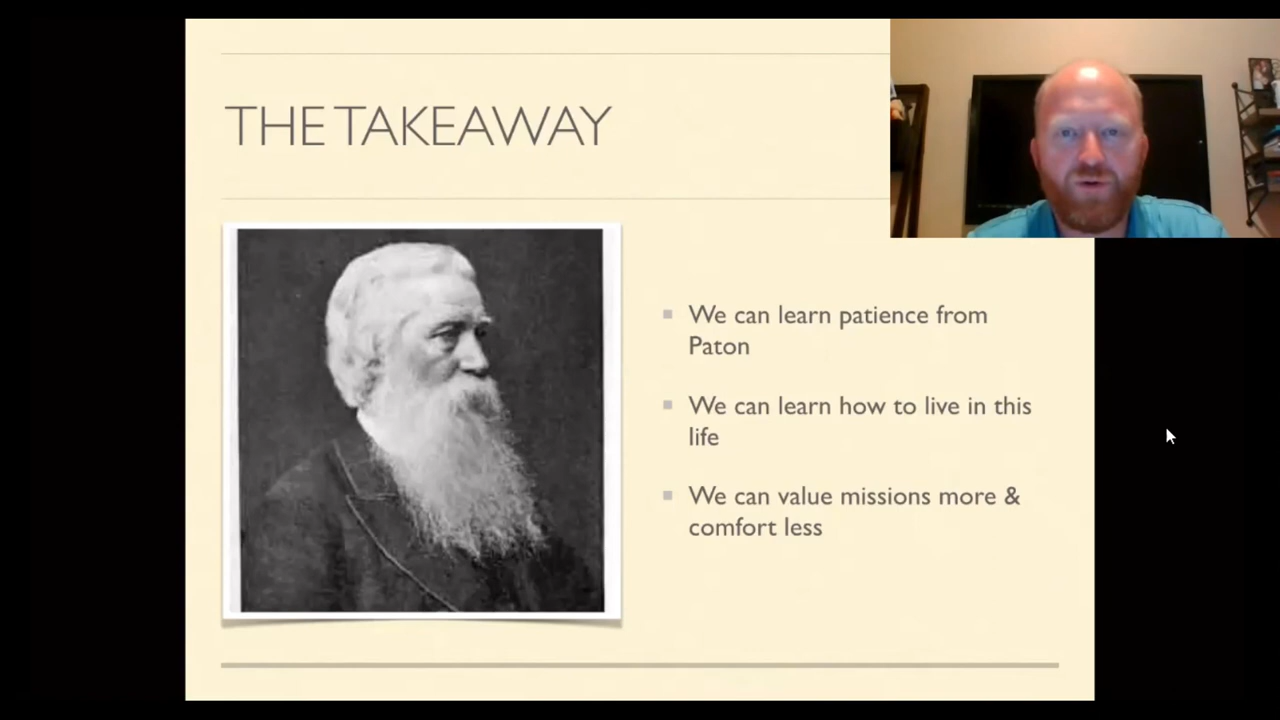 THE TAKEAWAY
We can learn patience from
Paton
We can learn how to live in this
life
We can value missions more &
comfort less